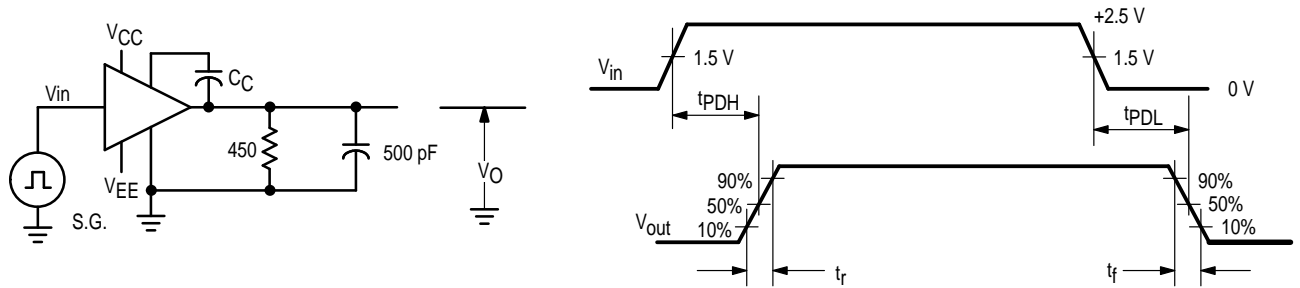 VCC
CC
Vin
450
500 pF
VO
VEE
S.G.
+2.5 V
Vin
1.5 V
1.5 V
0 V
tPDH
tPDL
90%
50%
10%
90%
50%
10%
Vout
tr
tf